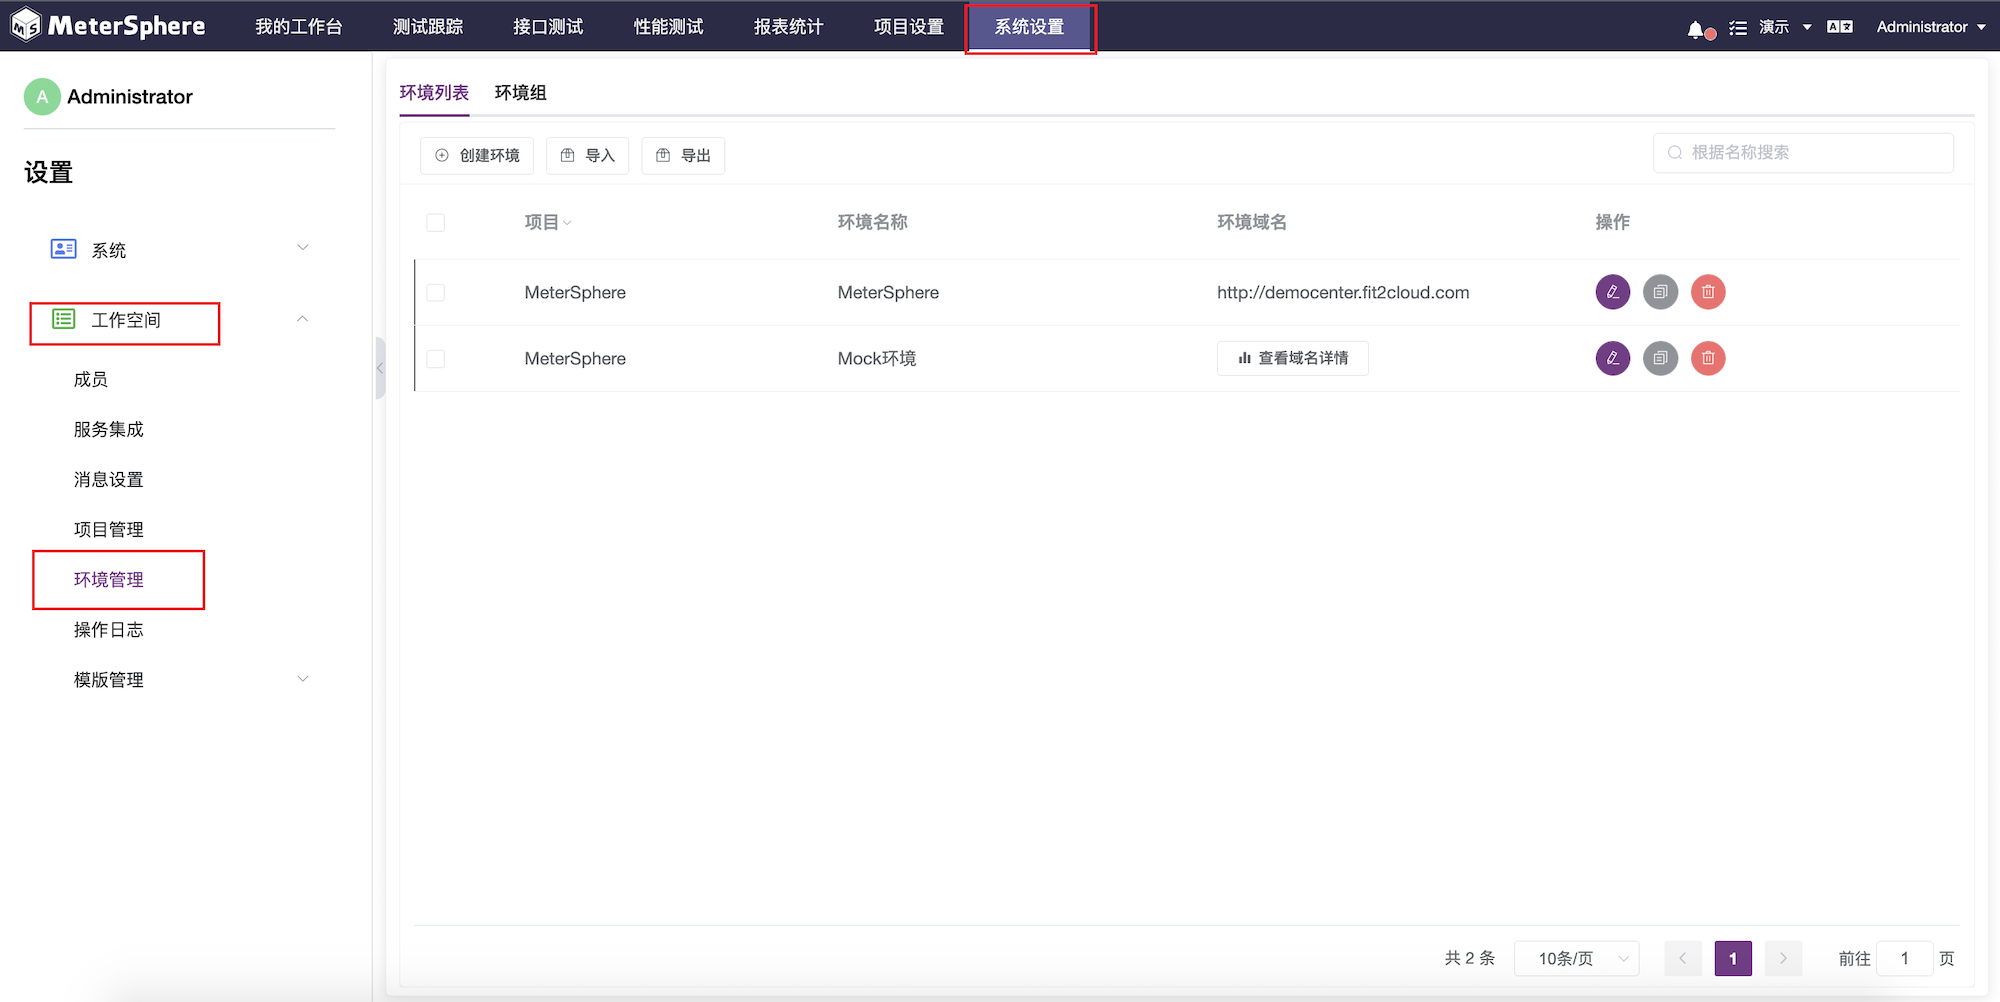 MeterSphere 我的工作台 测试跟踪 接口测试 性能测试 报表统计 项目设置 系统设置 演示 Administrator
A Administrator
设置
系统
工作空间
成员
服务集成
消息设置
项目管理
环境管理
操作日志
模版管理
环境列表 环境组
创建环境 导入 导出 根据名称搜索
项目 环境名称 环境域名 操作
MeterSphere MeterSphere http://democenter.fit2cloud.com
MeterSphere Mock环境 查看域名详情
共 2 条 10条/页 1 前往 1 页